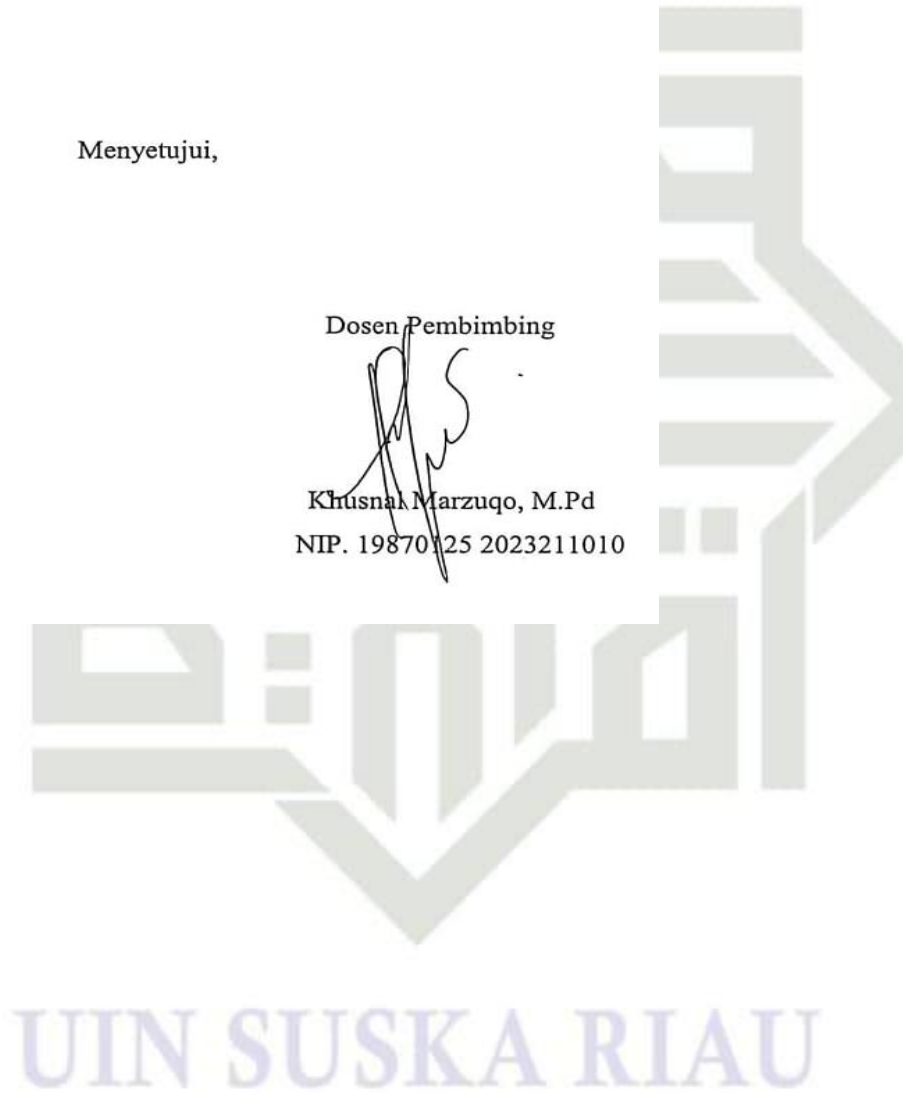 Menyetujui,
Dosen Pembimbing
Khusnal Marzuqo, M.Pd
NIP. 19870125 2023211010
UIN SUSKA RIAU